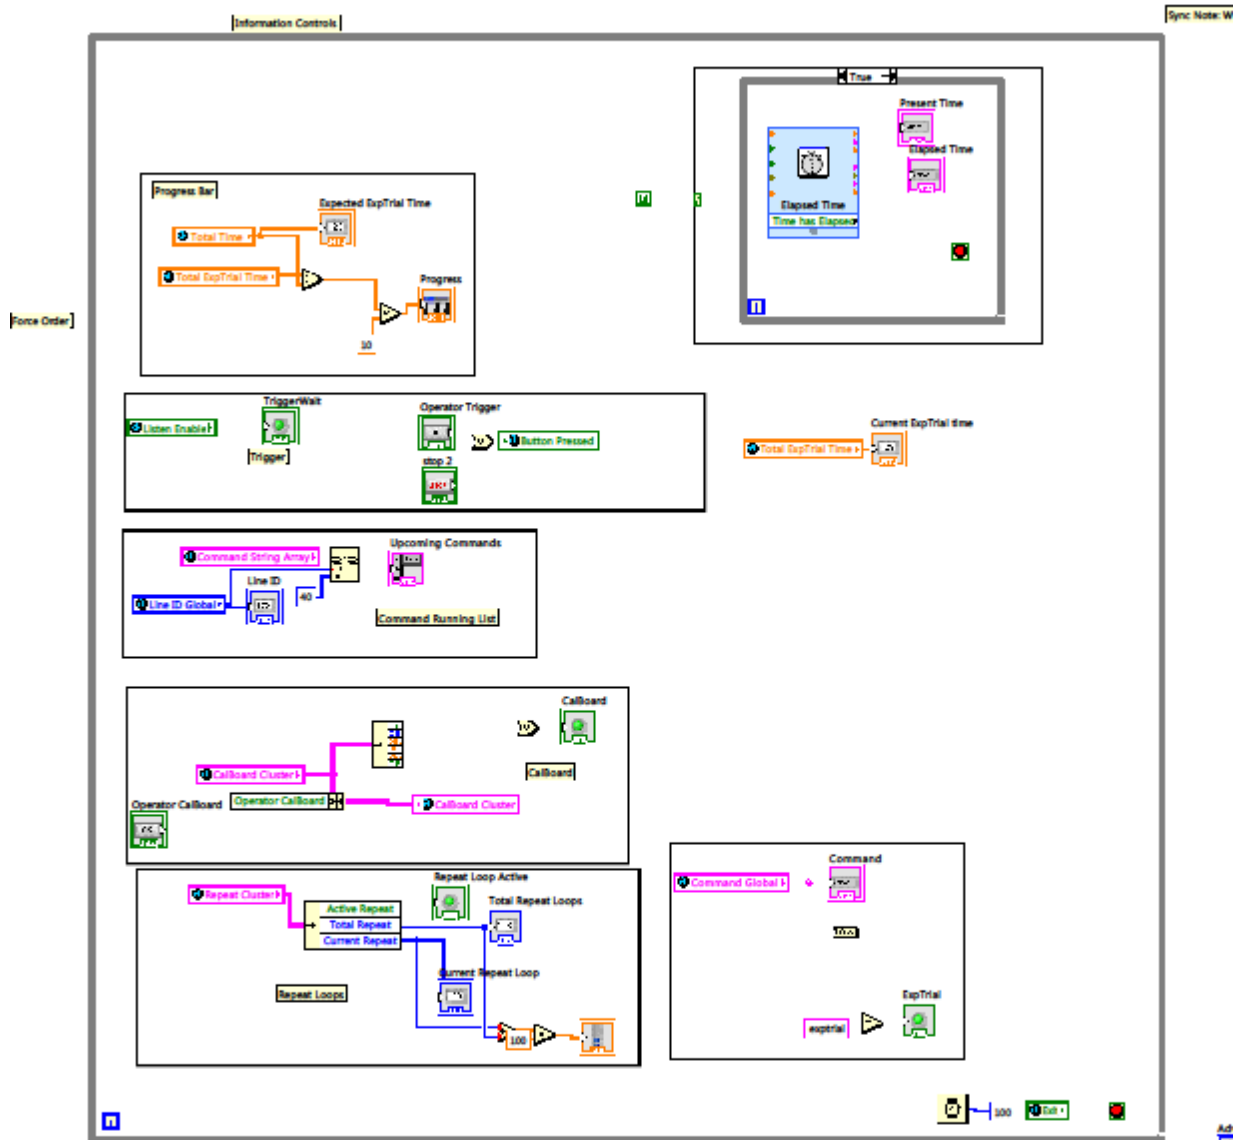 Information Controls
Sync Note: W
True
Present Time
Elapsed Time
Elapsed Time
Time has Elapsed
Progress Bar
Expected ExpTrial Time
Total Time
Total ExpTrial Time
Progress
10
Force Order
TriggerWait
Operator Trigger
Listen Enable
Button Pressed
Trigger
stop 2
Current ExpTrial time
Total ExpTrial Time
Command String Array
Upcoming Commands
Line ID
Line ID Global
40
Command Running List
CalBoard
CalBoard Cluster
CalBoard
Operator CalBoard
Operator CalBoard
CalBoard Cluster
Repeat Cluster
Repeat Loop Active
Total Repeat Loops
Active Repeat
Total Repeat
Current Repeat
Current Repeat Loop
Repeat Loops
100
Command
Command Global
ExpTrial
exptrial
100
Exit
i